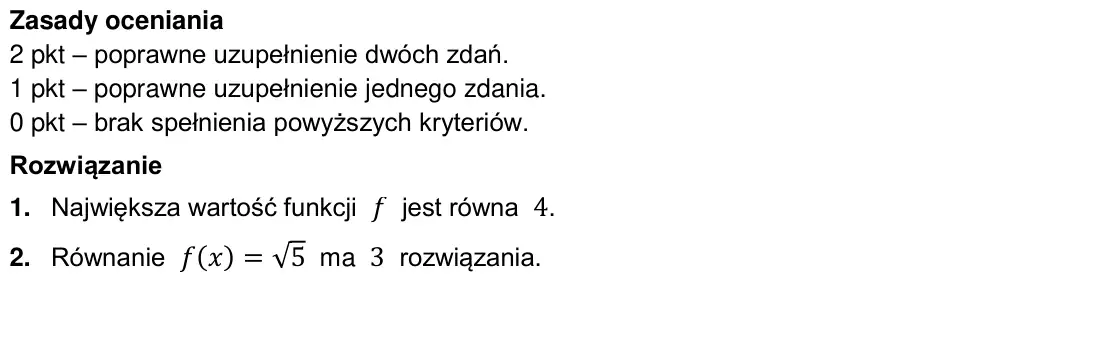 Zasady oceniania
2 pkt – poprawne uzupełnienie dwóch zdań.
1 pkt – poprawne uzupełnienie jednego zdania.
0 pkt – brak spełnienia powyższych kryteriów.
Rozwiązanie
1. Największa wartość funkcji f jest równa 4.
2. Równanie f(x) = √5 ma 3 rozwiązania.